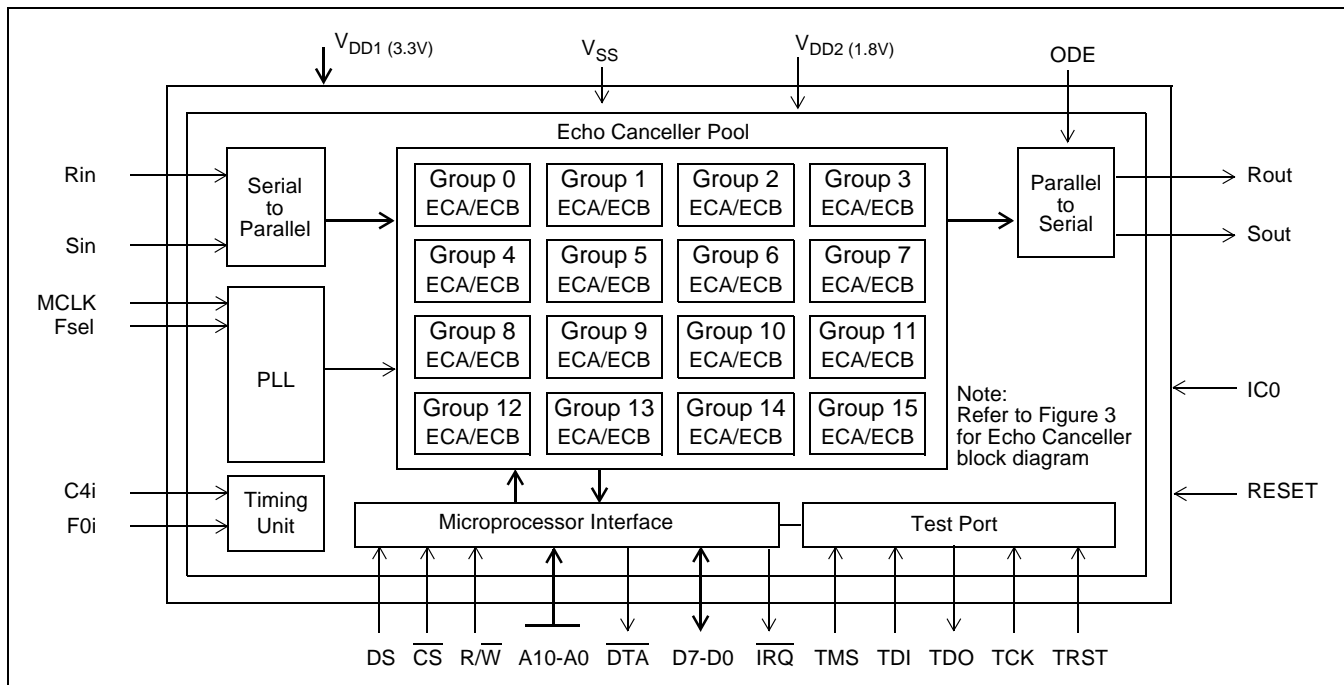 VDD1 (3.3V)
VSS
VDD2 (1.8V)
ODE
Echo Canceller Pool
Rin
Sin
Serial
to
Parallel
Group 0
ECA/ECB
Group 1
ECA/ECB
Group 2
ECA/ECB
Group 3
ECA/ECB
Parallel
to
Serial
Rout
Sout
Group 4
ECA/ECB
Group 5
ECA/ECB
Group 6
ECA/ECB
Group 7
ECA/ECB
MCLK
Fsel
PLL
Group 8
ECA/ECB
Group 9
ECA/ECB
Group 10
ECA/ECB
Group 11
ECA/ECB
Group 12
ECA/ECB
Group 13
ECA/ECB
Group 14
ECA/ECB
Group 15
ECA/ECB
Note:
Refer to Figure 3
for Echo Canceller
block diagram
IC0
RESET
C4i
F0i
Timing
Unit
Microprocessor Interface
Test Port
DS
C̅S̅
R/W̅
A10-A0
D̅T̅A̅
D7-D0
I̅R̅Q̅
TMS
TDI
TDO
TCK
TRST